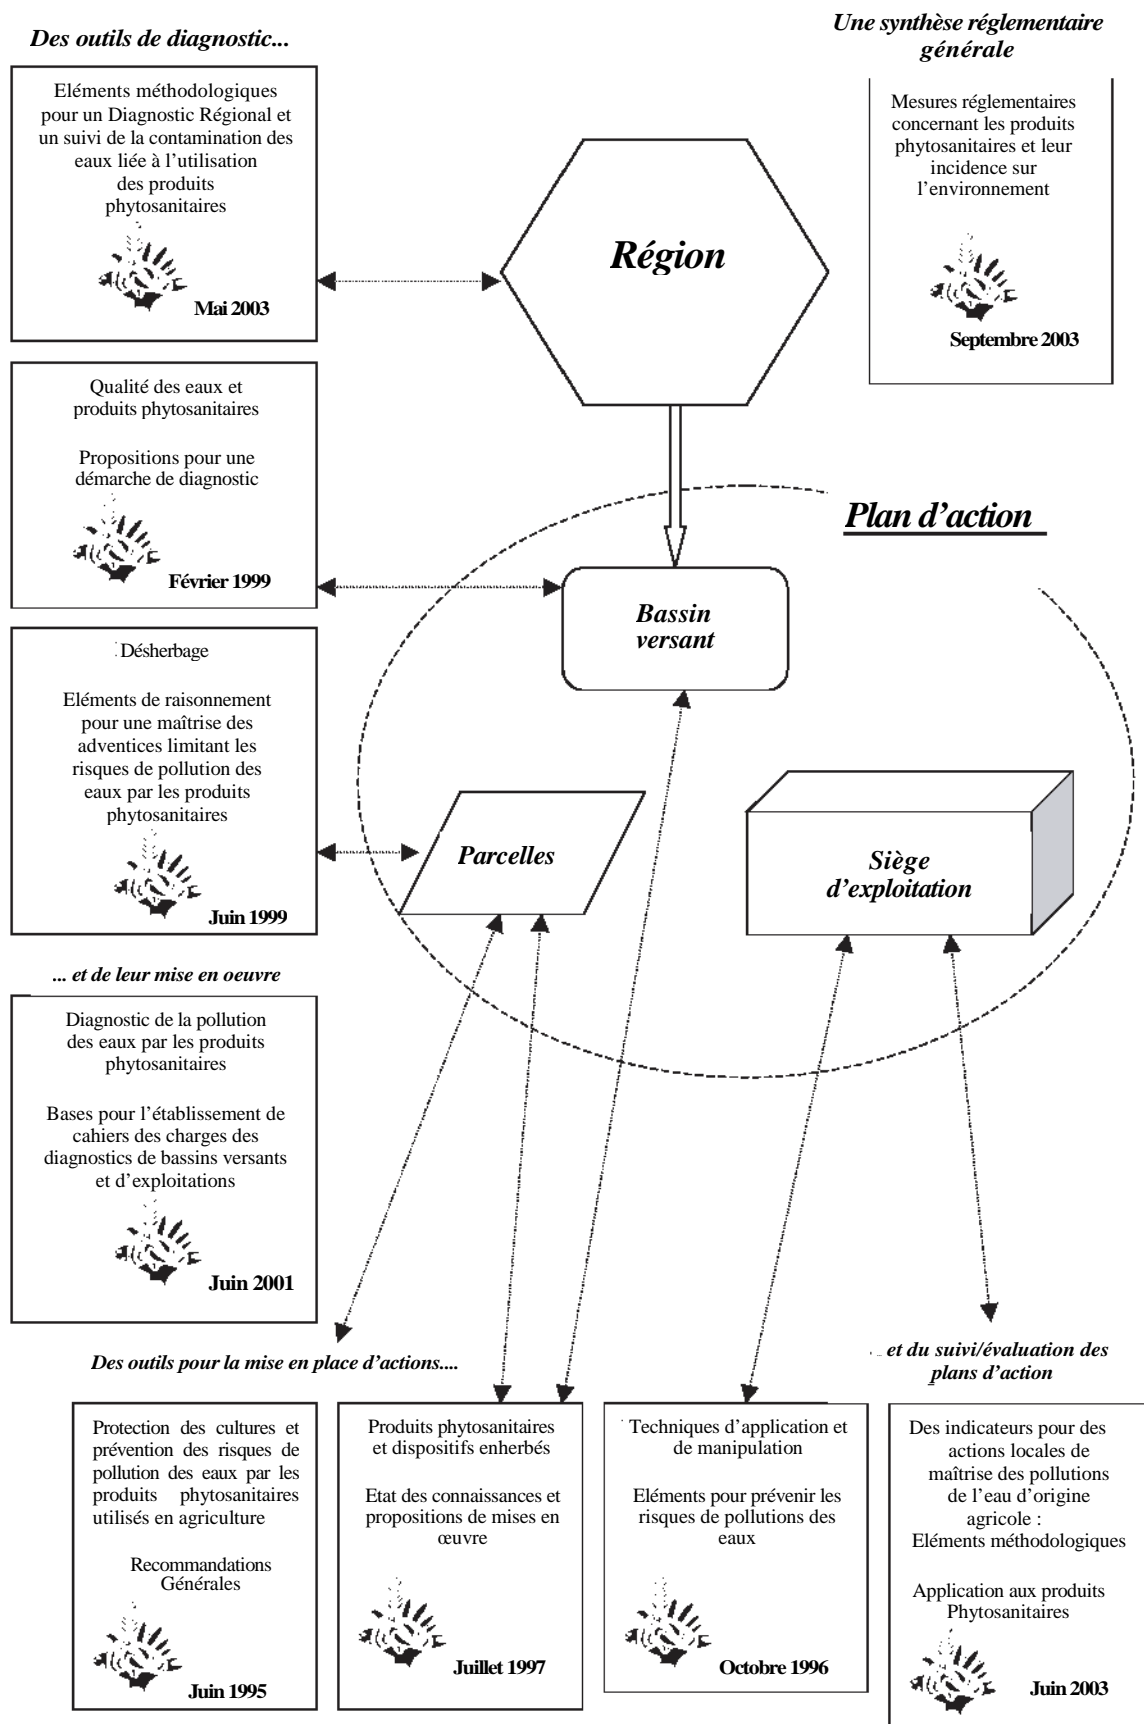 Des outils de diagnostic...
Une synthèse réglementaire
générale
Eléments méthodologiques
pour un Diagnostic Régional et
un suivi de la contamination des
eaux liée à l’utilisation
des produits
phytosanitaires
Mai 2003
Mesures réglementaires
concernant les produits
phytosanitaires et leur
incidence sur
l’environnement
Septembre 2003
Région
Qualité des eaux et
produits phytosanitaires
Propositions pour une
démarche de diagnostic
Février 1999
Plan d’action
Bassin
versant
Désherbage
Eléments de raisonnement
pour une maîtrise des
adventices limitant les
risques de pollution des
eaux par les produits
phytosanitaires
Juin 1999
Parcelles
Siège
d’exploitation
... et de leur mise en oeuvre
Diagnostic de la pollution
des eaux par les produits
phytosanitaires
Bases pour l’établissement de
cahiers des charges des
diagnostics de bassins versants
et d’exploitations
Juin 2001
Des outils pour la mise en place d’actions....
... et du suivi/évaluation des
plans d’action
Protection des cultures et
prévention des risques de
pollution des eaux par les
produits phytosanitaires
utilisés en agriculture
Recommandations
Générales
Juin 1995
Produits phytosanitaires
et dispositifs enherbés
Etat des connaissances et
propositions de mises en
œuvre
Juillet 1997
Techniques d’application et
de manipulation
Eléments pour prévenir les
risques de pollutions des
eaux
Octobre 1996
Des indicateurs pour des
actions locales de
maîtrise des pollutions
de l’eau d’origine
agricole :
Eléments méthodologiques
Application aux produits
Phytosanitaires
Juin 2003